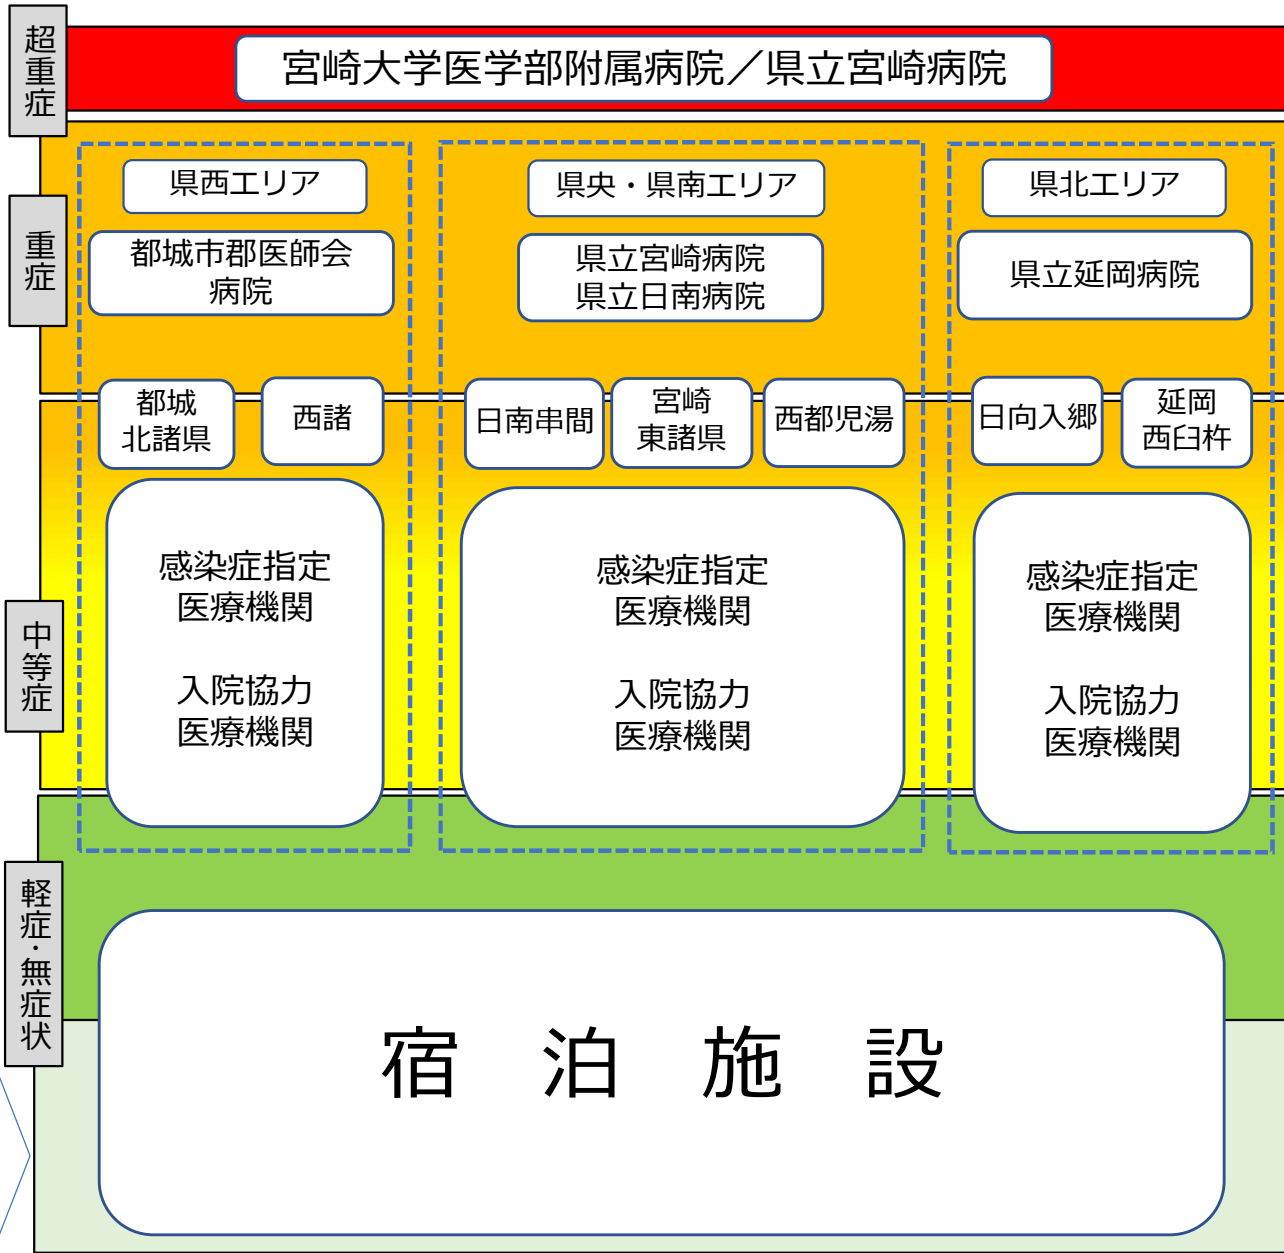 超重症
宮崎大学医学部附属病院／県立宮崎病院
重症
県西エリア
都城市郡医師会
病院
県央・県南エリア
県立宮崎病院
県立日南病院
県北エリア
県立延岡病院
都城
北諸県
西諸
日南串間
宮崎
東諸県
西都児湯
日向入郷
延岡
西臼杵
中等症
感染症指定
医療機関
入院協力
医療機関
感染症指定
医療機関
入院協力
医療機関
感染症指定
医療機関
入院協力
医療機関
軽症・無症状
宿　泊　施　設